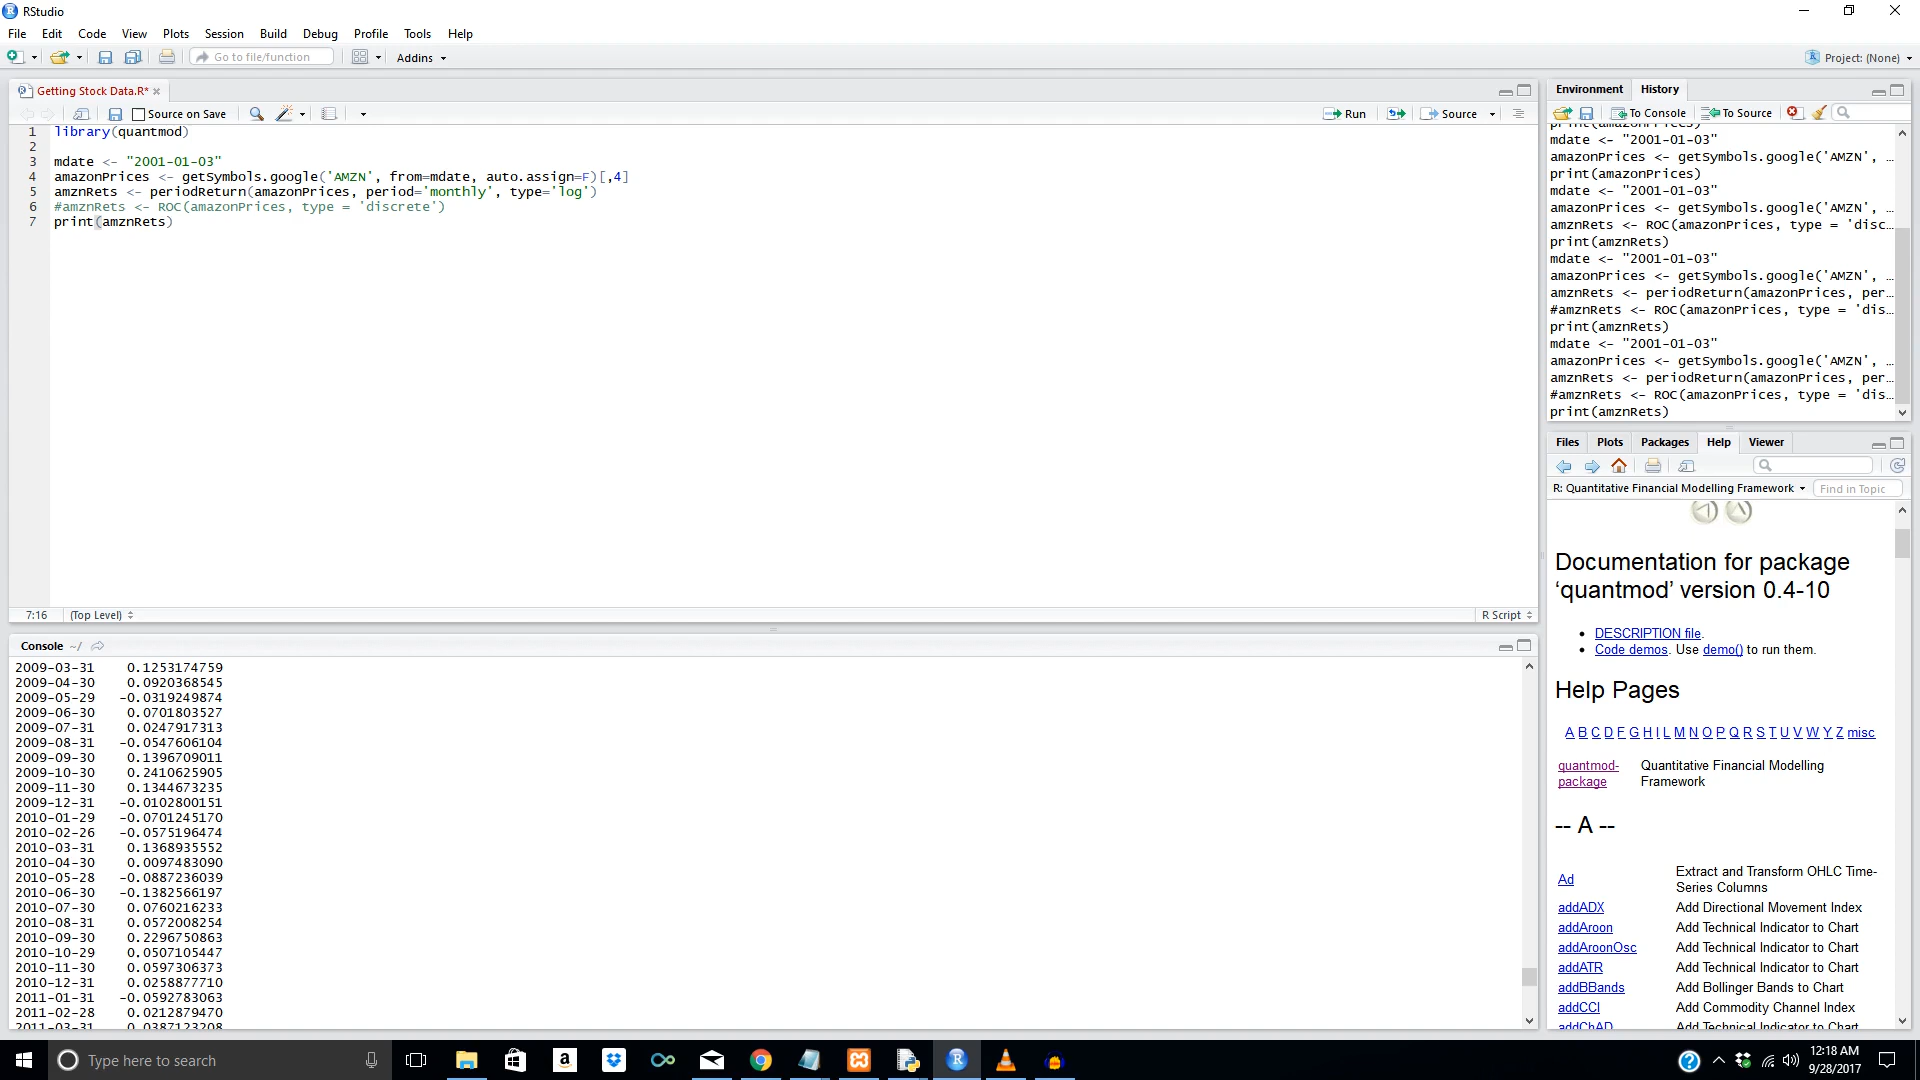 RStudio
File Edit Code View Plots Session Build Debug Profile Tools Help
Go to file/function
Addins
Project: (None)
Getting Stock Data.R*
Source on Save
Run
Source
1 library(quantmod)
2
3 mdate <- "2001-01-03"
4 amazonPrices <- getSymbols.google('AMZN', from=mdate, auto.assign=F)[,4]
5 amznRets <- periodReturn(amazonPrices, period='monthly', type='log')
6 #amznRets <- ROC(amazonPrices, type = 'discrete')
7 print(amznRets)
7:16 (Top Level) R Script
Console ~/
2009-03-31 0.1253174759
2009-04-30 0.0920368545
2009-05-29 -0.0319249874
2009-06-30 0.0701803527
2009-07-31 0.0247917313
2009-08-31 -0.0547606104
2009-09-30 0.1396709011
2009-10-30 0.2410625905
2009-11-30 0.1344673235
2009-12-31 -0.0102800151
2010-01-29 -0.0701245170
2010-02-26 -0.0575196474
2010-03-31 0.1368935552
2010-04-30 0.0097483090
2010-05-28 -0.0887236039
2010-06-30 -0.1382566197
2010-07-30 0.0760216233
2010-08-31 0.0572008254
2010-09-30 0.2296750863
2010-10-29 0.0507105447
2010-11-30 0.0597306373
2010-12-31 0.0258877710
2011-01-31 -0.0592783063
2011-02-28 0.0212879470
2011-03-31 0.0387123208
Environment History
To Console To Source
print(amazonPrices)
mdate <- "2001-01-03"
amazonPrices <- getSymbols.google('AMZN', …
print(amazonPrices)
mdate <- "2001-01-03"
amazonPrices <- getSymbols.google('AMZN', …
amznRets <- ROC(amazonPrices, type = 'disc…
print(amznRets)
mdate <- "2001-01-03"
amazonPrices <- getSymbols.google('AMZN', …
amznRets <- periodReturn(amazonPrices, per…
#amznRets <- ROC(amazonPrices, type = 'dis…
print(amznRets)
mdate <- "2001-01-03"
amazonPrices <- getSymbols.google('AMZN', …
amznRets <- periodReturn(amazonPrices, per…
#amznRets <- ROC(amazonPrices, type = 'dis…
print(amznRets)
Files Plots Packages Help Viewer
R: Quantitative Financial Modelling Framework Find in Topic
Documentation for package
‘quantmod’ version 0.4-10
DESCRIPTION file.
Code demos. Use demo() to run them.
Help Pages
A B C D F G H I L M N O P Q R S T U V W Y Z misc
quantmod-package Quantitative Financial Modelling Framework
-- A --
Ad Extract and Transform OHLC Time-Series Columns
addADX Add Directional Movement Index
addAroon Add Technical Indicator to Chart
addAroonOsc Add Technical Indicator to Chart
addATR Add Technical Indicator to Chart
addBBands Add Bollinger Bands to Chart
addCCI Add Commodity Channel Index
addChAD Add Technical Indicator to Chart
Type here to search
12:18 AM
9/28/2017